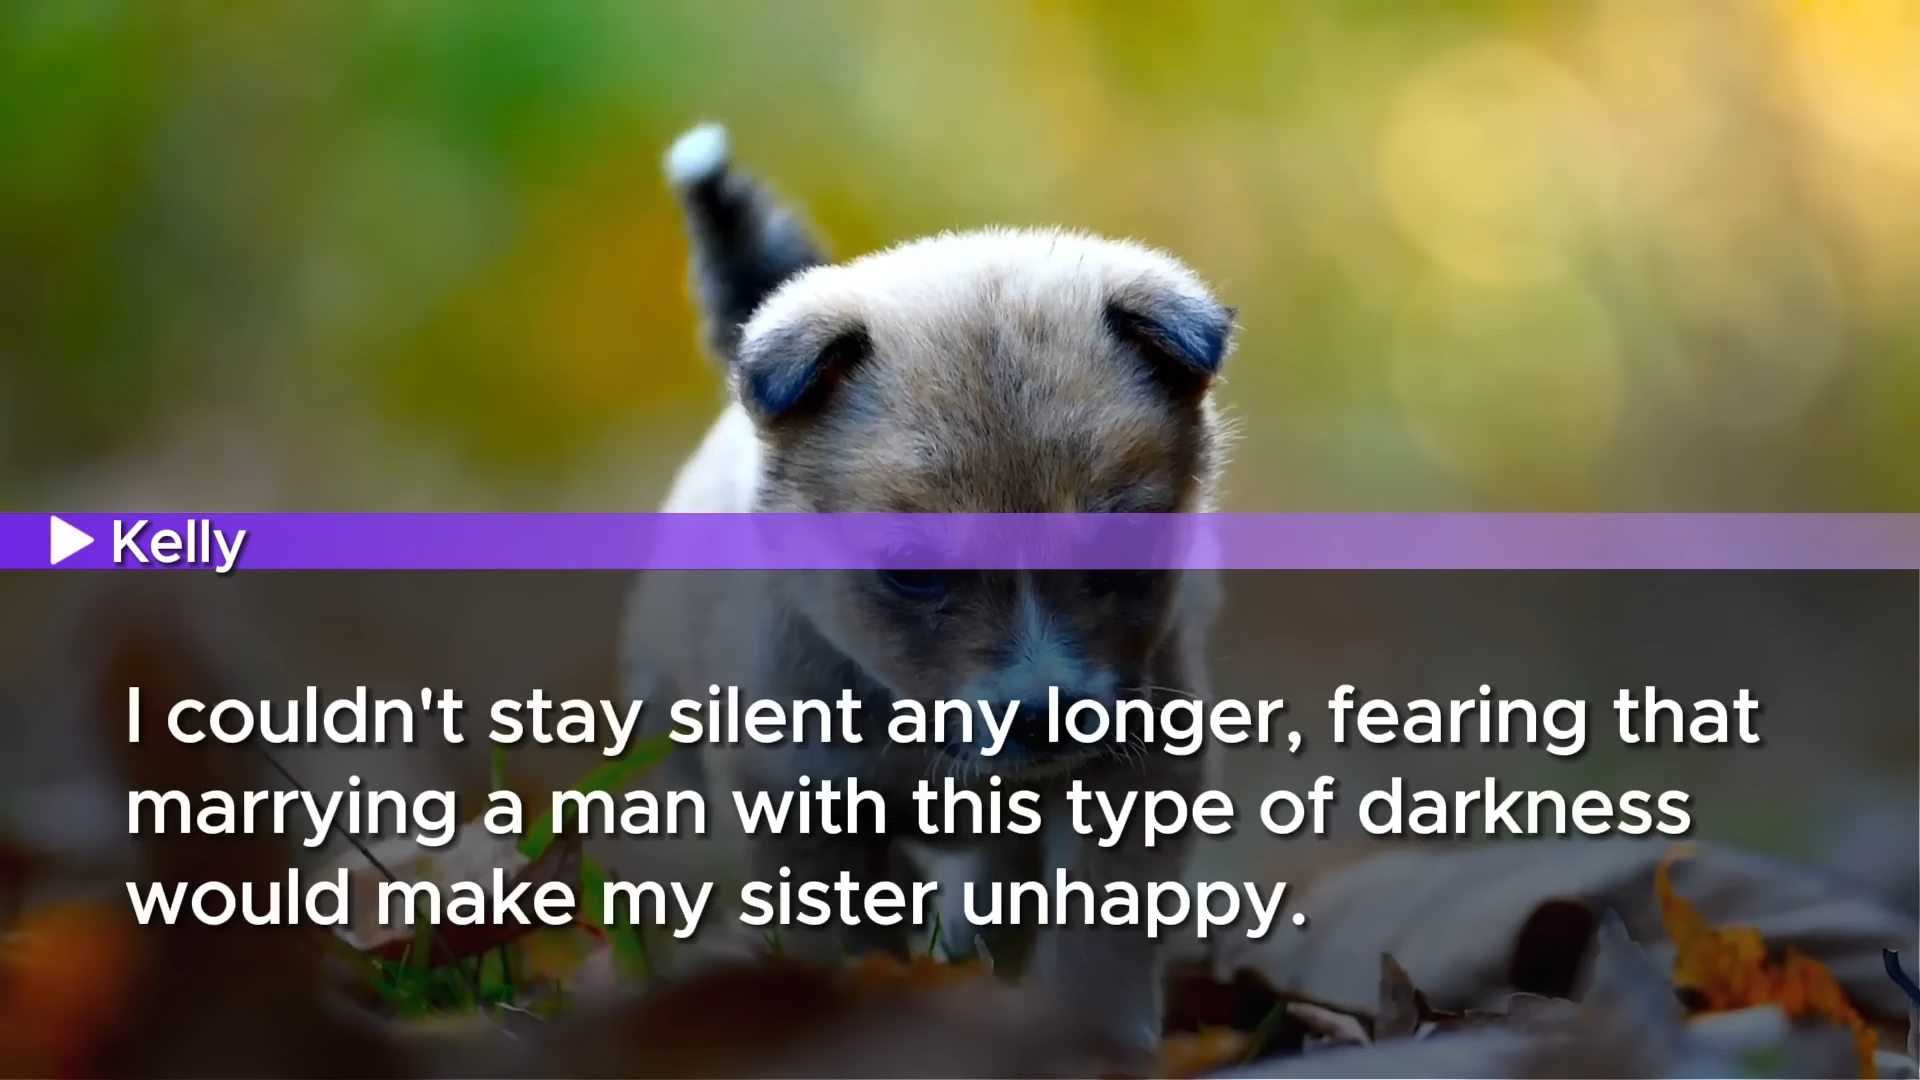 Kelly
I couldn't stay silent any longer, fearing that
marrying a man with this type of darkness
would make my sister unhappy.